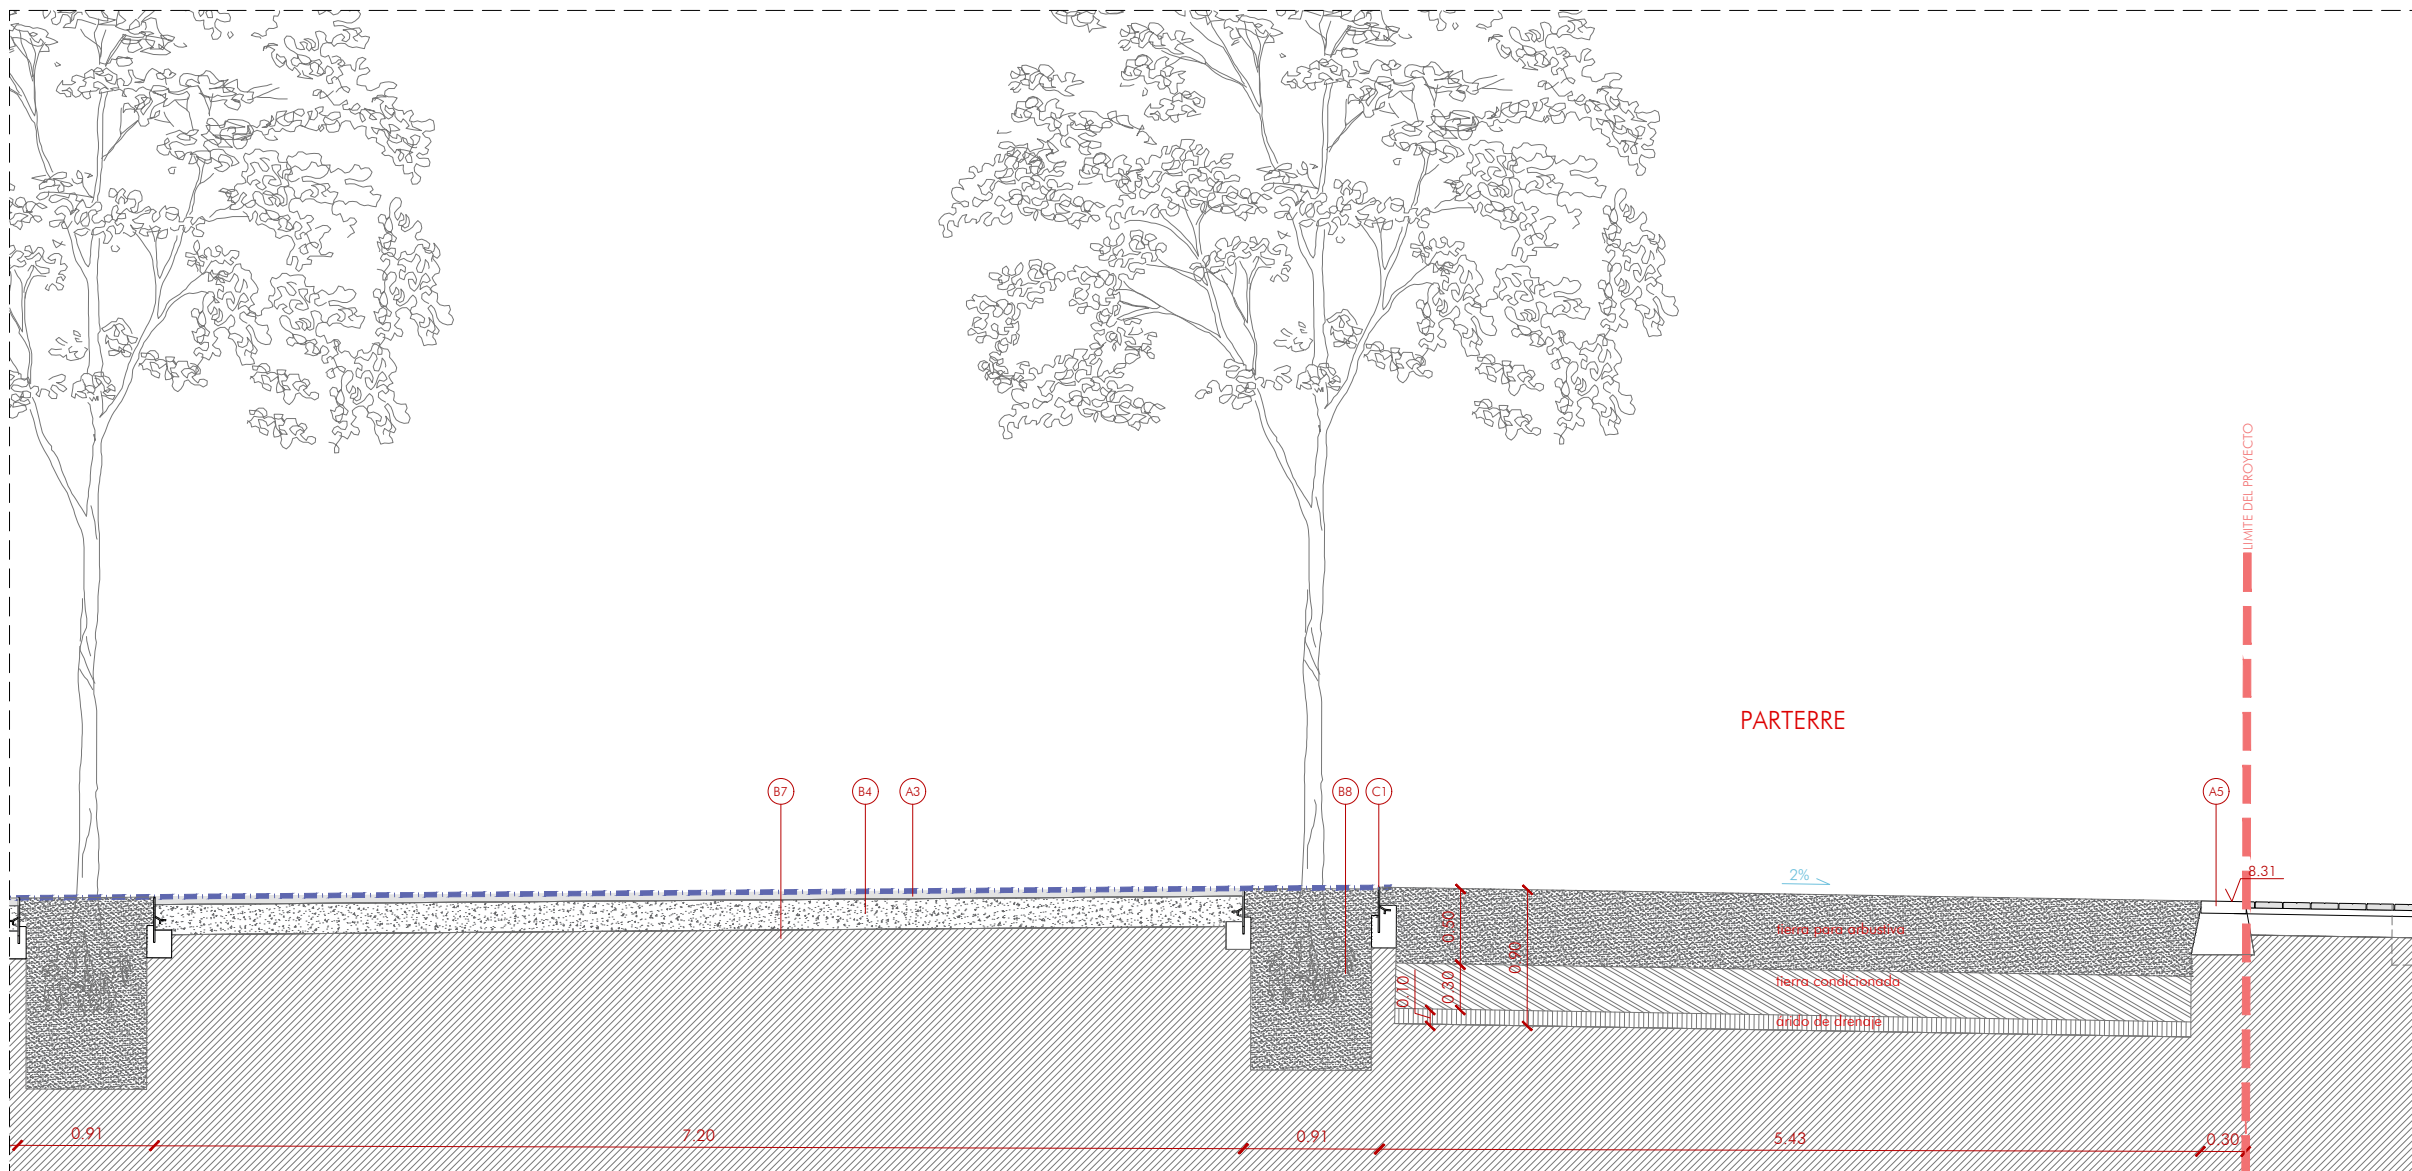 LIMITE DEL PROYECTO
PARTERRE
B7
B4
A3
B8
C1
A5
2%
8.31
0.50
0.90
0.30
0.10
tierra para arbustiva
tierra condicionada
árido de drenaje
0.91
7.20
0.91
5.43
0.30